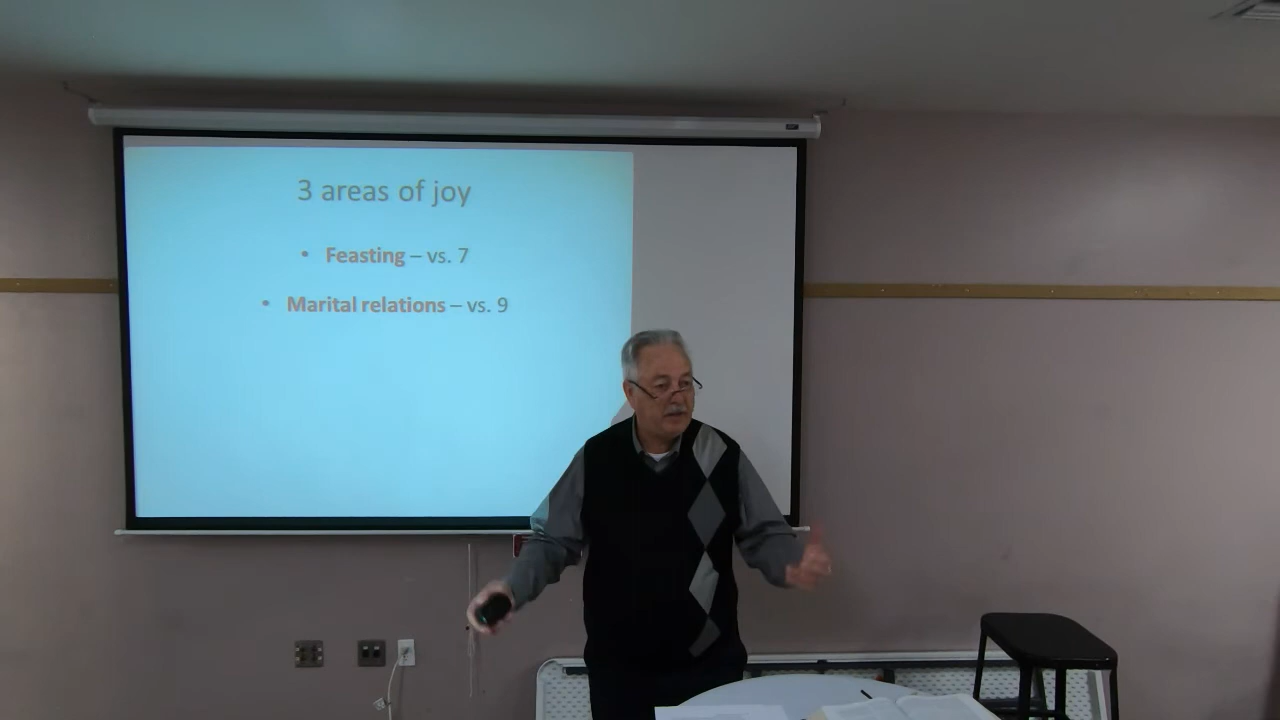 3 areas of joy
• Feasting – vs. 7
• Marital relations – vs. 9